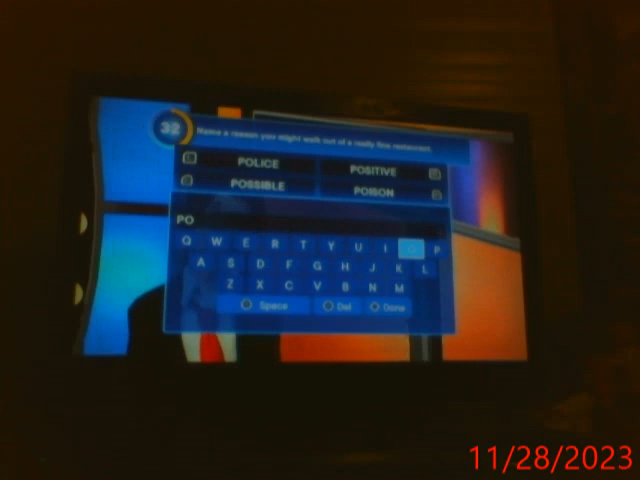 32 Name a reason you might walk out of a really fine restaurant.
POLICE POSITIVE
POSSIBLE POISON
PO
Q W E R T Y U I O P
A S D F G H J K L
Z X C V B N M
Space Del Done
11/28/2023